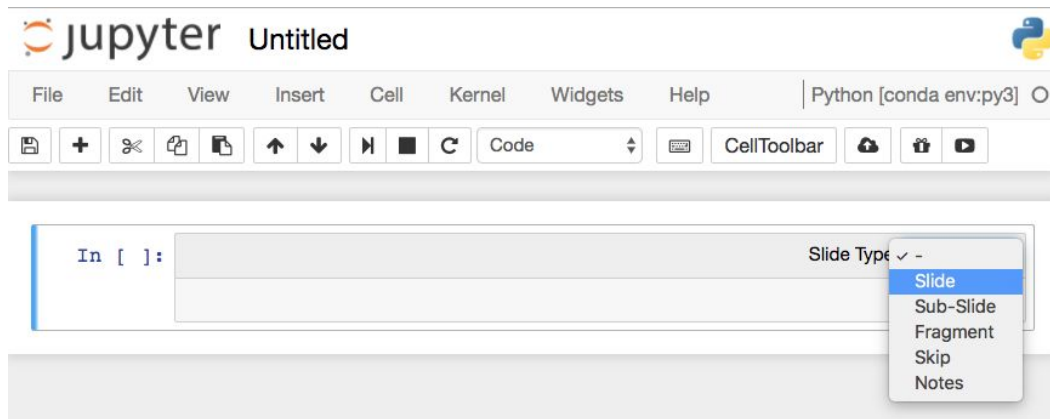 jupyter Untitled
File Edit View Insert Cell Kernel Widgets Help Python [conda env:py3]
Code CellToolbar
In [ ]: Slide Type ✓ -
Slide
Sub-Slide
Fragment
Skip
Notes